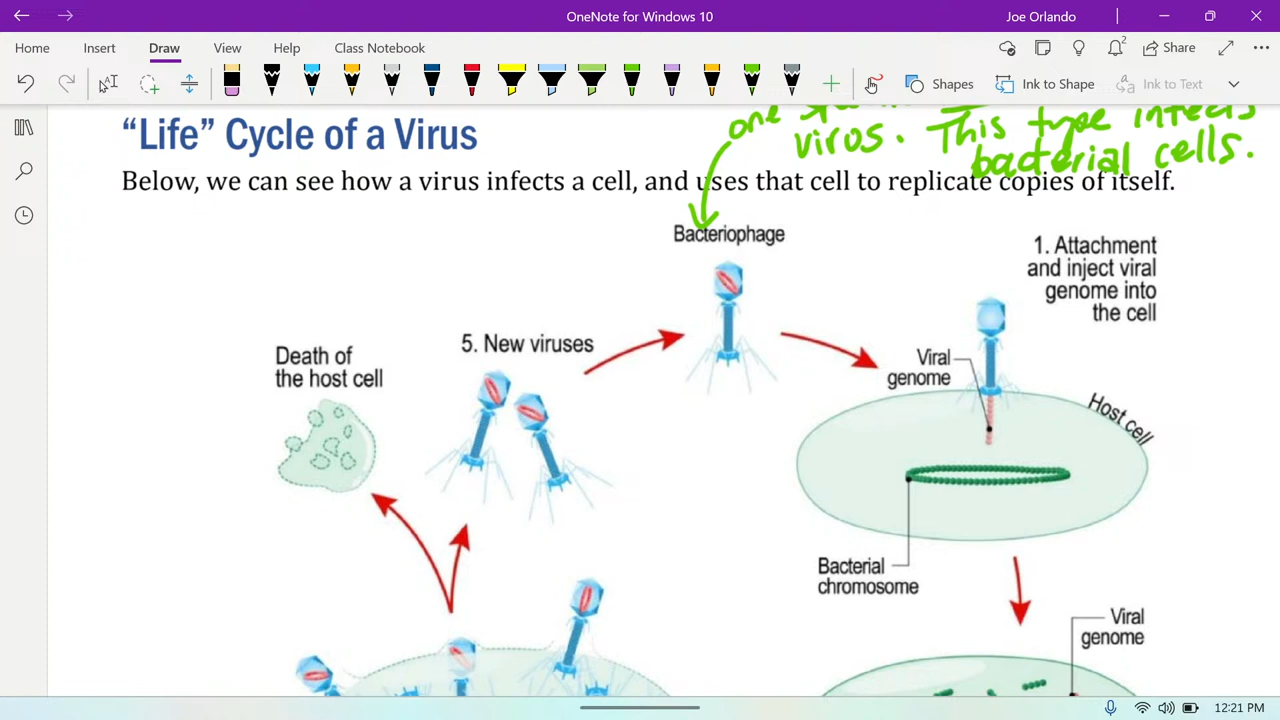 OneNote for Windows 10
Joe Orlando
Home Insert Draw View Help Class Notebook
2
Share
Shapes
Ink to Shape
Ink to Text
one
virus. This type infects
bacterial cells.
“Life” Cycle of a Virus
Below, we can see how a virus infects a cell, and uses that cell to replicate copies of itself.
Bacteriophage
1. Attachment
and inject viral
genome into
the cell
5. New viruses
Death of
the host cell
Viral
genome
Host cell
Bacterial
chromosome
Viral
genome
12:21 PM